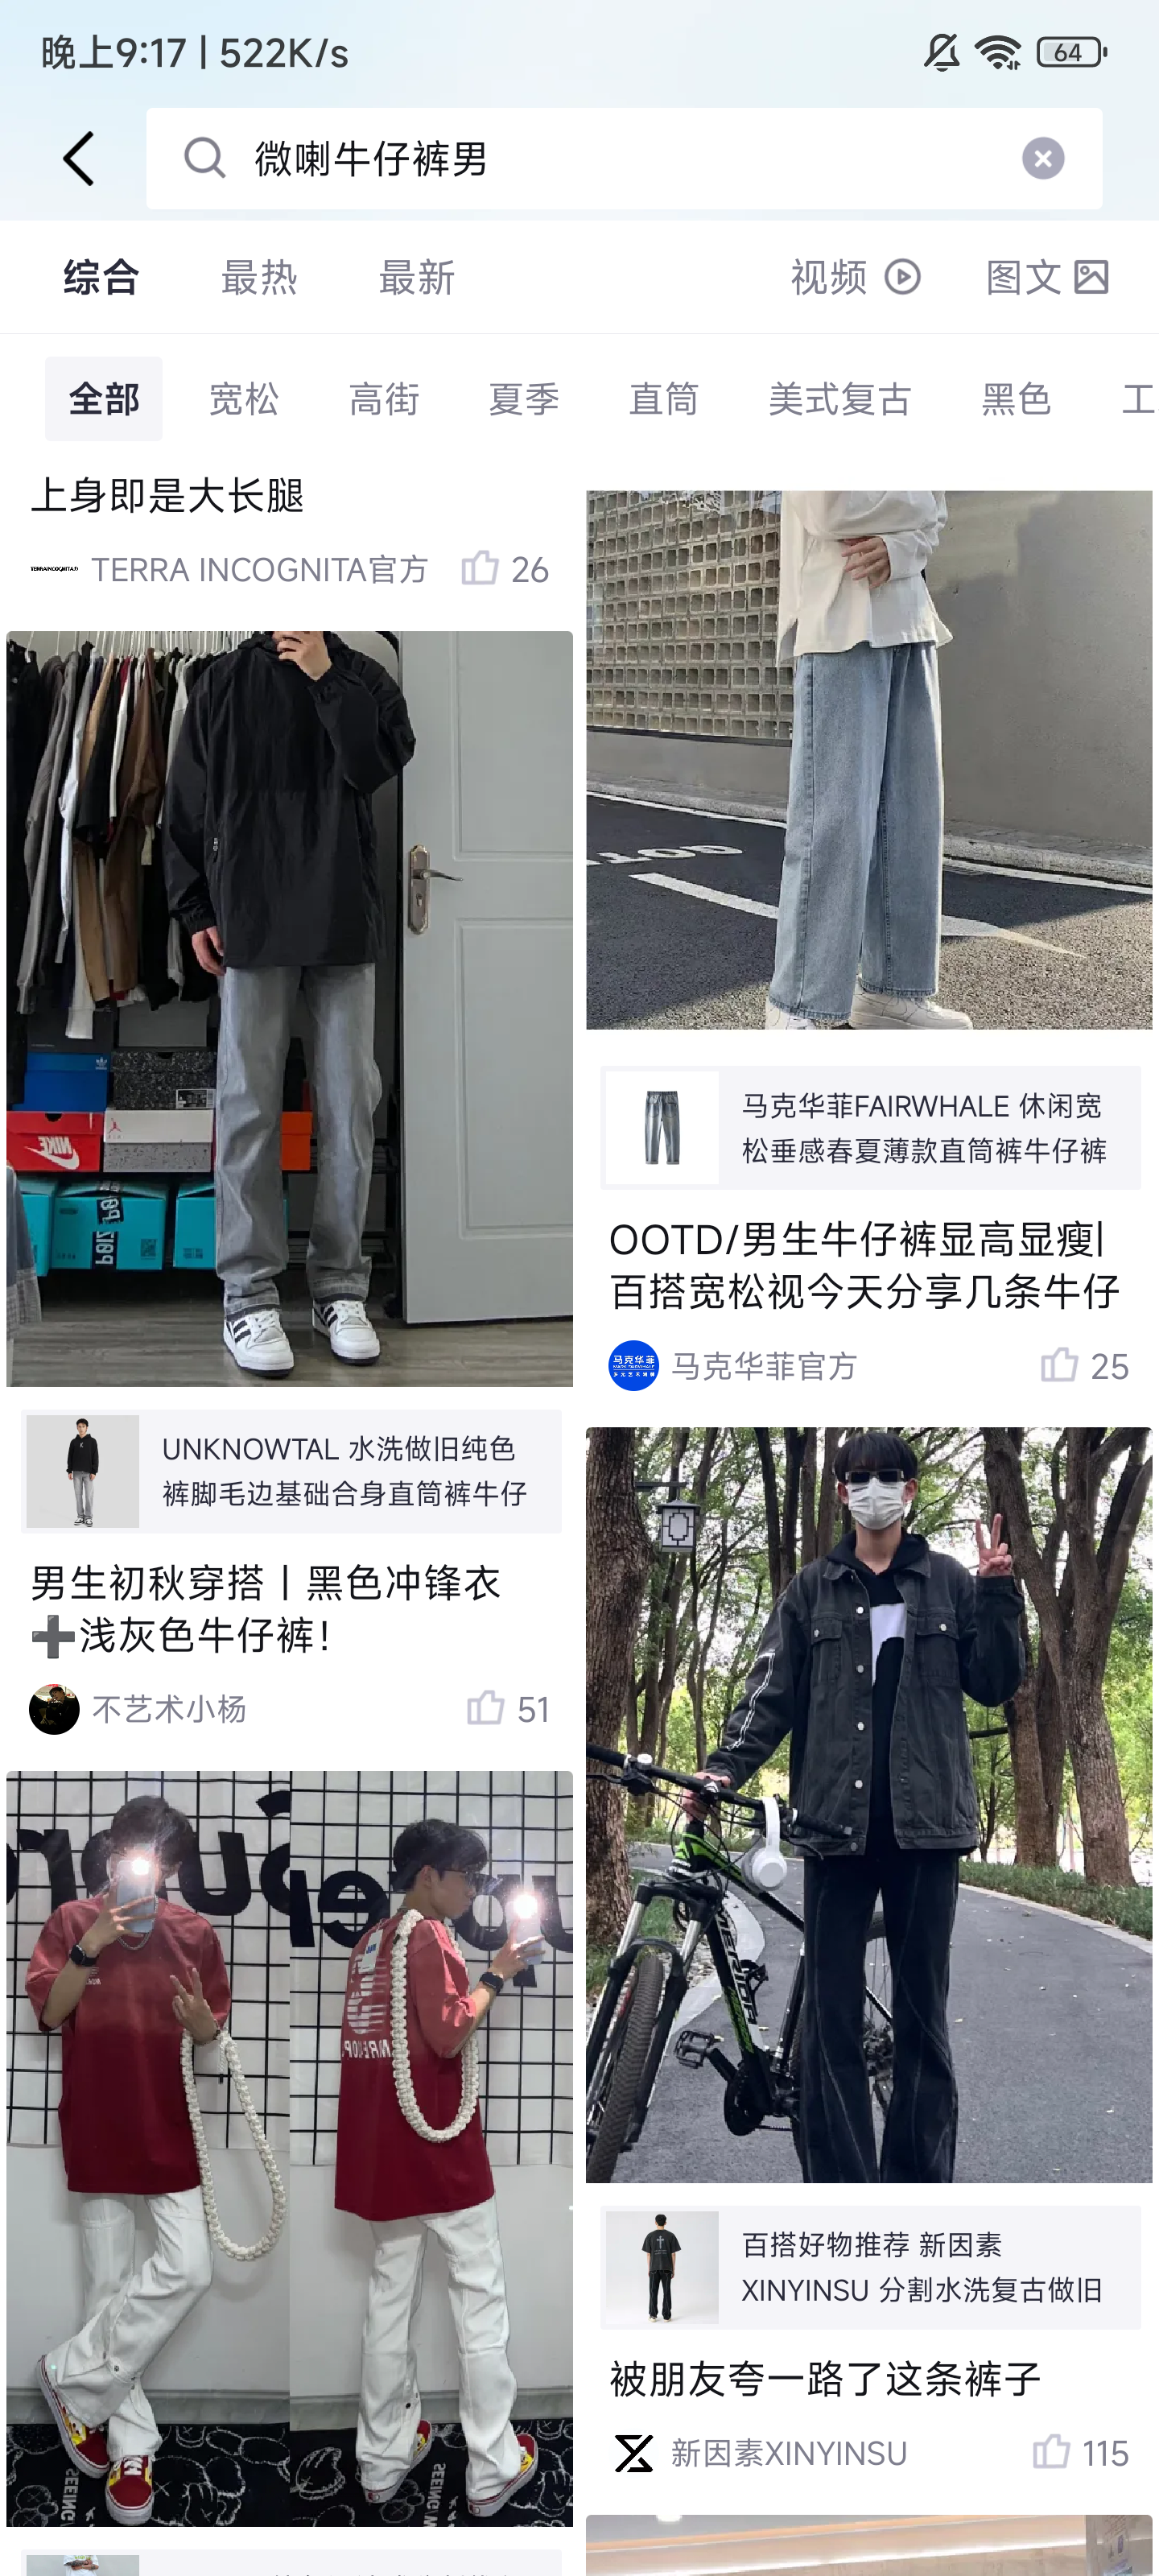 晚上9:17 | 522K/s
64
微喇牛仔裤男
综合
最热
最新
视频
图文
全部
宽松
高街
夏季
直筒
美式复古
黑色
工
上身即是大长腿
TERRA INCOGNITA官方
26
NIKE
UNKNOWTAL 水洗做旧纯色
裤脚毛边基础合身直筒裤牛仔
男生初秋穿搭丨黑色冲锋衣
➕浅灰色牛仔裤！
不艺术小杨
51
马克华菲FAIRWHALE 休闲宽
松垂感春夏薄款直筒裤牛仔裤
OOTD/男生牛仔裤显高显瘦|
百搭宽松视今天分享几条牛仔
马克华菲
马克华菲官方
25
百搭好物推荐 新因素
XINYINSU 分割水洗复古做旧
被朋友夸一路了这条裤子
新因素XINYINSU
115